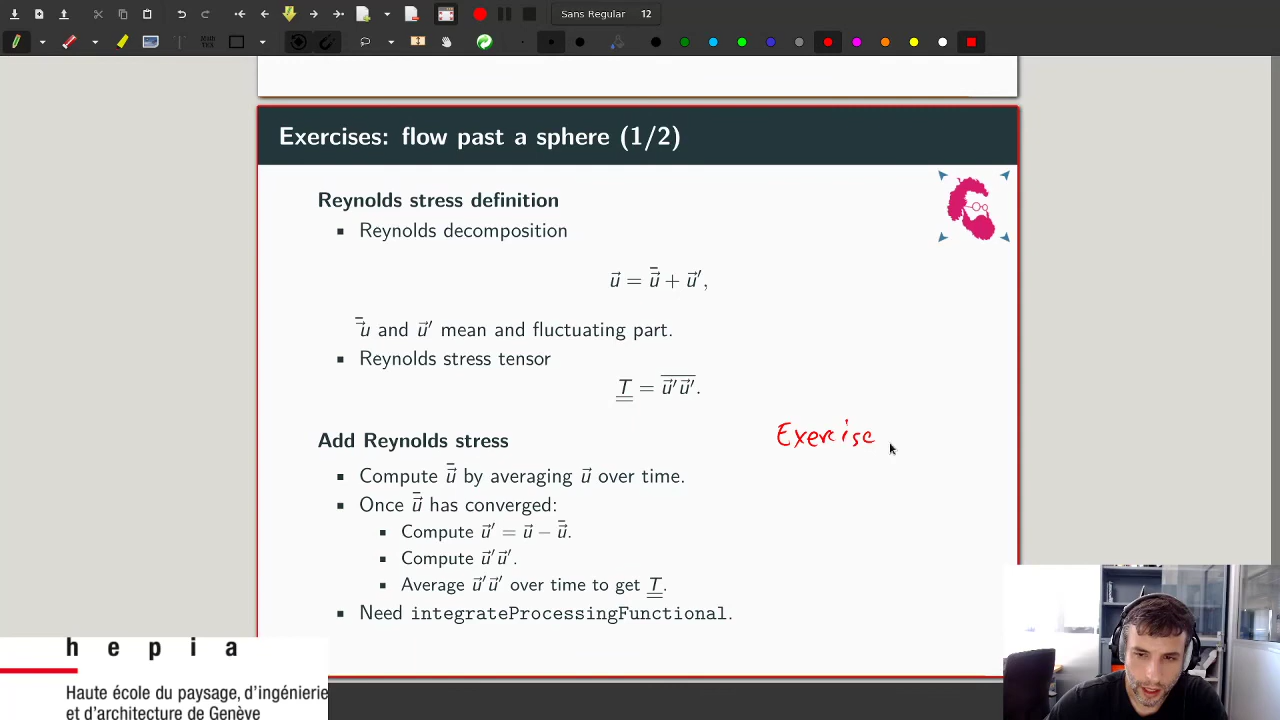 Sans Regular 12
Exercises: flow past a sphere (1/2)
Reynolds stress definition
▪ Reynolds decomposition
u⃗ = ū⃗ + u⃗′,
ū⃗ and u⃗′ mean and fluctuating part.
▪ Reynolds stress tensor
T = u⃗′u⃗′.
Exercise
Add Reynolds stress
▪ Compute ū⃗ by averaging u⃗ over time.
▪ Once ū⃗ has converged:
▪ Compute u⃗′ = u⃗ − ū⃗.
▪ Compute u⃗′u⃗′.
▪ Average u⃗′u⃗′ over time to get T.
▪ Need integrateProcessingFunctional.
h e p i a
Haute école du paysage, d'ingénierie
et d'architecture de Genève